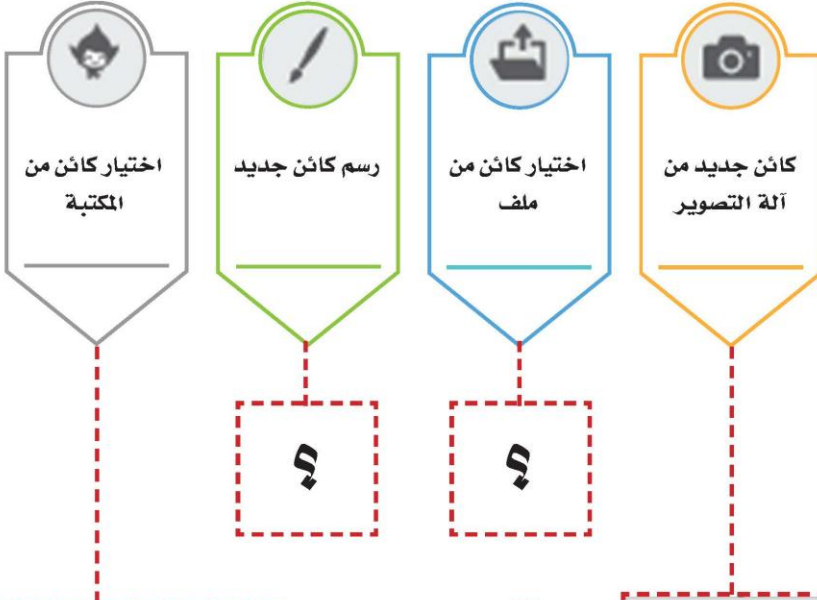 كائن جديد من
آلة التصوير
اختيار كائن من
ملف
رسم كائن جديد
اختيار كائن من
المكتبة
؟
؟